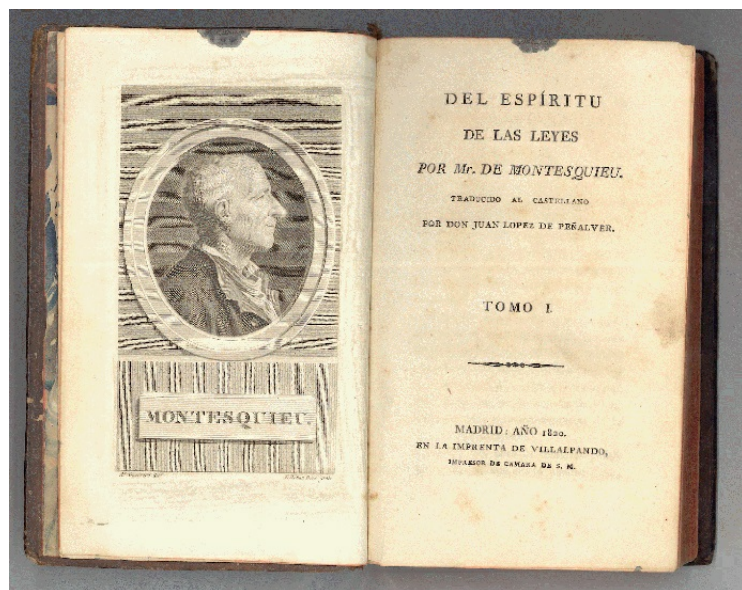 MONTESQUIEU.
DEL ESPÍRITU
DE LAS LEYES
POR Mr. DE MONTESQUIEU.
TRADUCIDO AL CASTELLANO
POR DON JUAN LOPEZ DE PEÑALVER.
TOMO I.
MADRID: AÑO 1820.
EN LA IMPRENTA DE VILLALPANDO,
IMPRESOR DE CAMARA DE S. M.